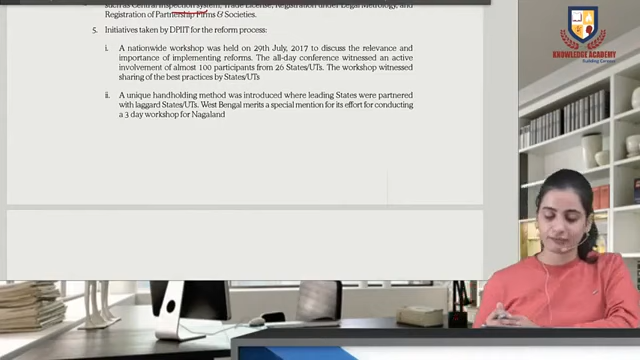 such as Central Inspection system, Trade License, Registration under Legal Metrology, and
Registration of Partnership Firms & Societies.
5. Initiatives taken by DPIIT for the reform process:
i. A nationwide workshop was held on 29th July, 2017 to discuss the relevance and
importance of implementing reforms. The all-day conference witnessed an active
involvement of almost 100 participants from 26 States/UTs. The workshop witnessed
sharing of the best practices by States/UTs
ii. A unique handholding method was introduced where leading States were partnered
with laggard States/UTs. West Bengal merits a special mention for its effort for conducting
a 3 day workshop for Nagaland
KNOWLEDGE ACADEMY
Building Career